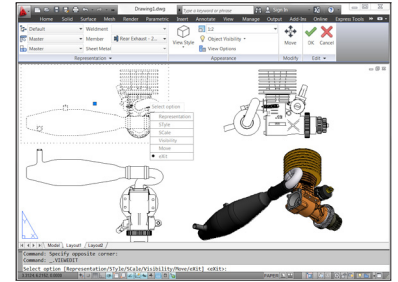 Drawing1.dwg
Type a keyword or phrase
Sign In
Home Solid Surface Mesh Render Parametric Insert Annotate View Manage Output Add-Ins Online Express Tools
Default
Weldment
Master
Member
Rear Exhaust - 2...
Master
Sheet Metal
Representation
View Style
1:2
Object Visibility
View Options
Appearance
Move
Modify
OK
Cancel
Edit
Select option
Representation
STyle
SCale
Visibility
Move
eXit
Model Layout1 Layout2
Command: Specify opposite corner:
Command: _.VIEWEDIT
Select option [Representation/STyle/SCale/Visibility/Move/eXit] <eXit>:
PAPER